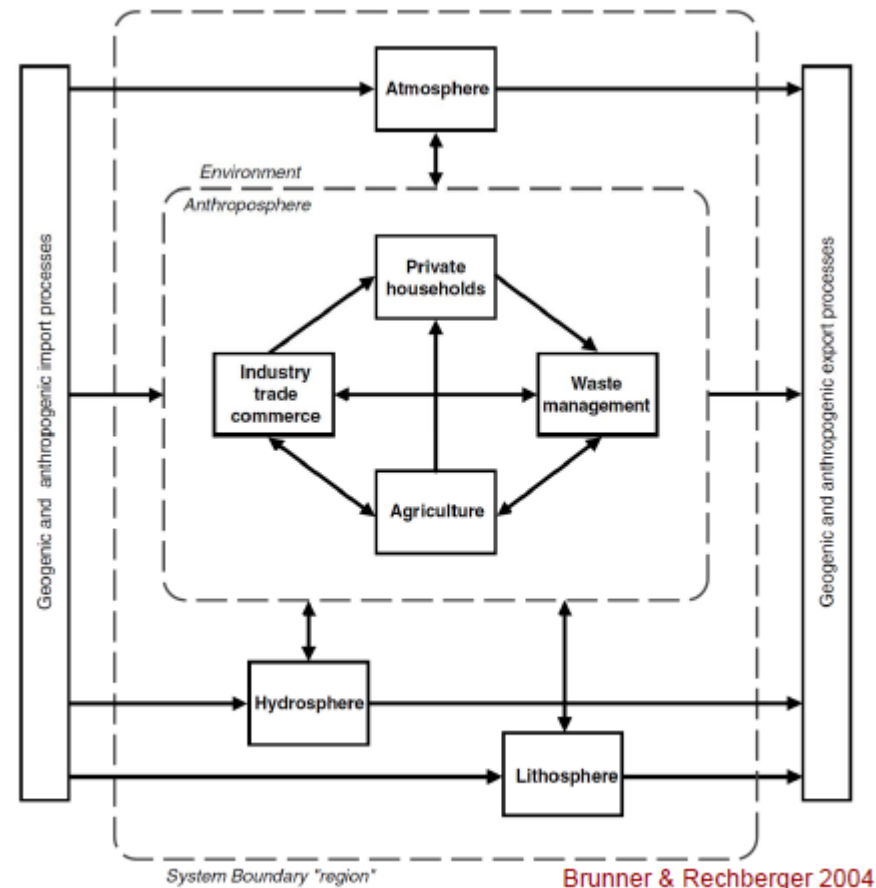 Atmosphere
Environment
Anthroposphere
Geogenic and anthropogenic import processes
Geogenic and anthropogenic export processes
Private
households
Industry
trade
commerce
Waste
management
Agriculture
Hydrosphere
Lithosphere
System Boundary "region"
Brunner & Rechberger 2004